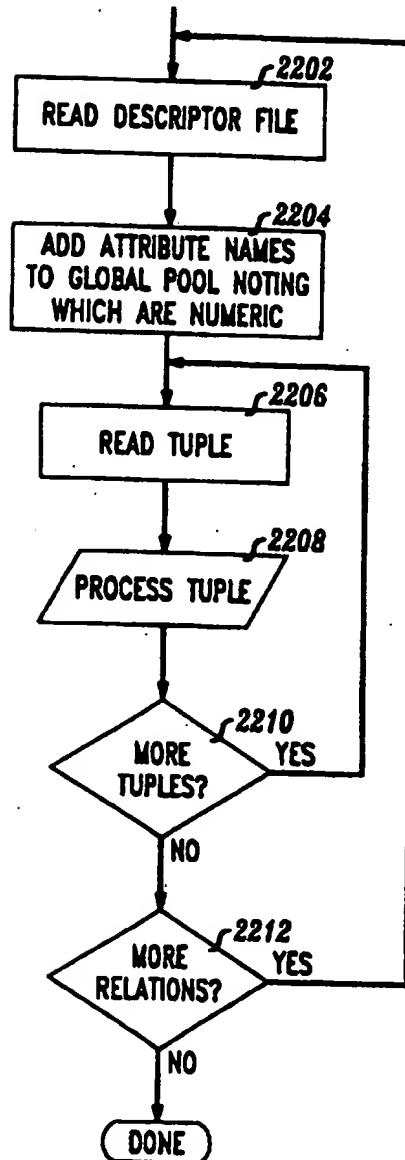 2202
READ DESCRIPTOR FILE
2204
ADD ATTRIBUTE NAMES
TO GLOBAL POOL NOTING
WHICH ARE NUMERIC
2206
READ TUPLE
2208
PROCESS TUPLE
2210
MORE
TUPLES?
YES
NO
2212
MORE
RELATIONS?
YES
NO
DONE